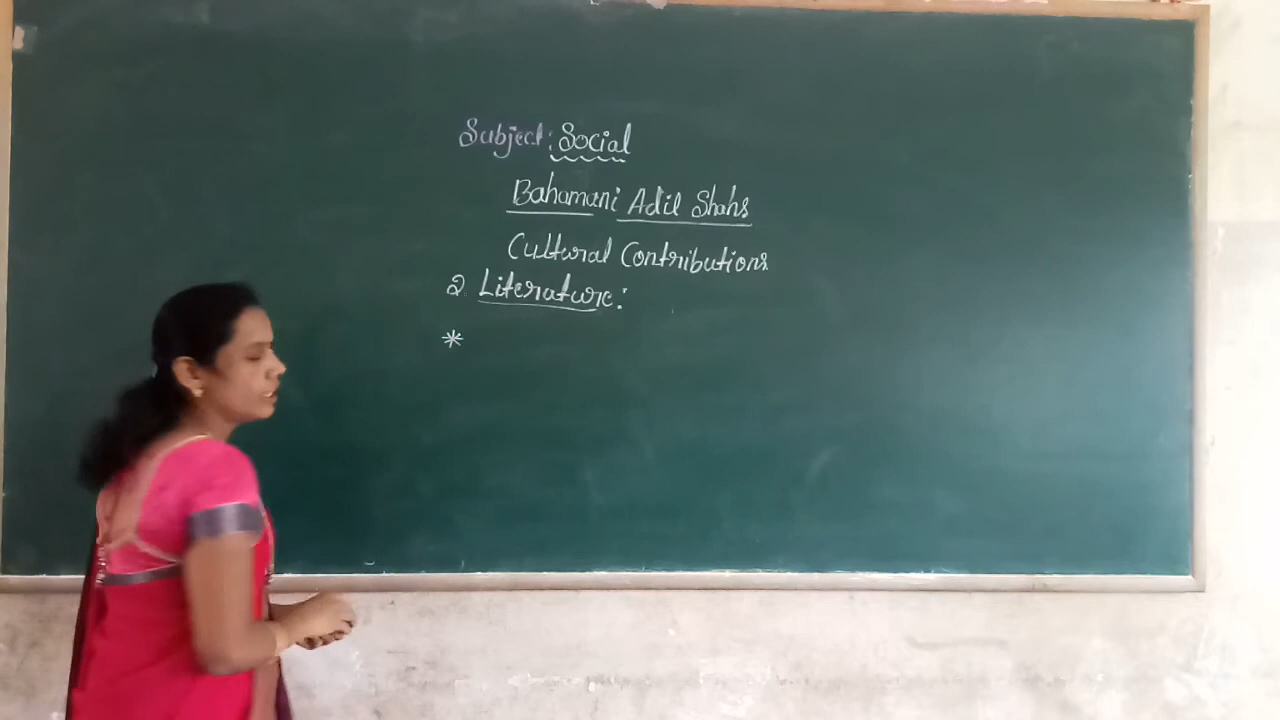 Subject: Social
Bahamani Adil Shahs
Cultural Contributions
2. Literature:
*